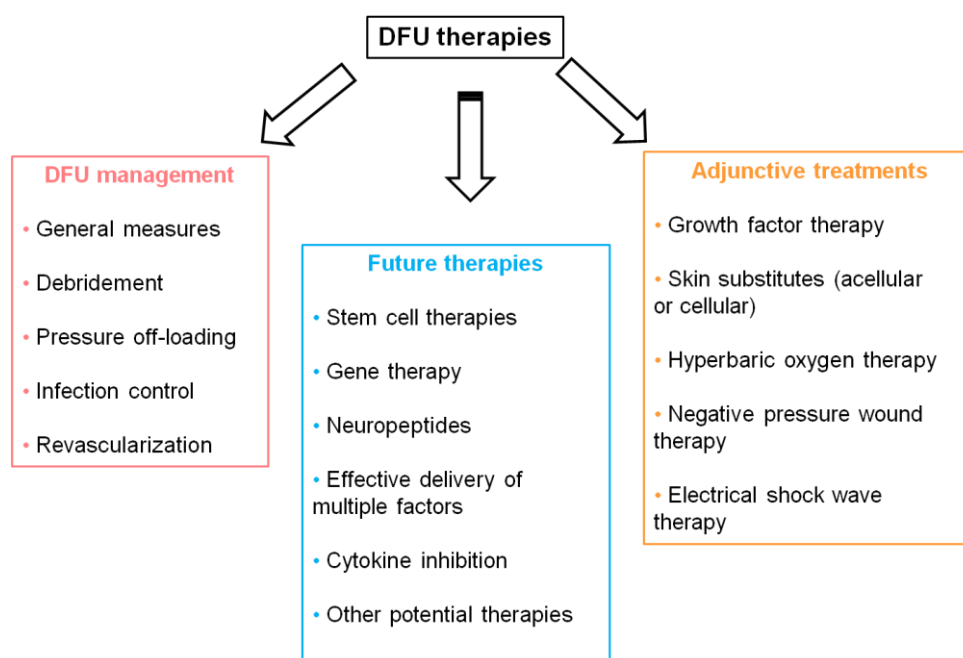 DFU therapies
DFU management
• General measures
• Debridement
• Pressure off-loading
• Infection control
• Revascularization
Future therapies
• Stem cell therapies
• Gene therapy
• Neuropeptides
• Effective delivery of
multiple factors
• Cytokine inhibition
• Other potential therapies
Adjunctive treatments
• Growth factor therapy
• Skin substitutes (acellular
or cellular)
• Hyperbaric oxygen therapy
• Negative pressure wound
therapy
• Electrical shock wave
therapy